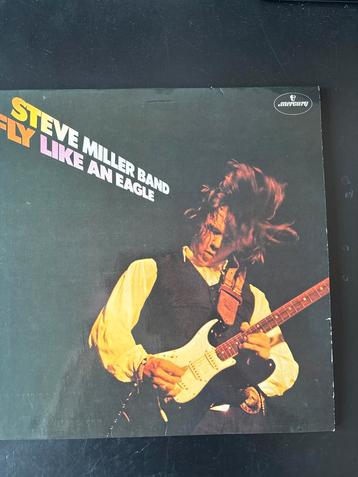 STEVE MILLER BAND
FLY LIKE AN EAGLE
mercury